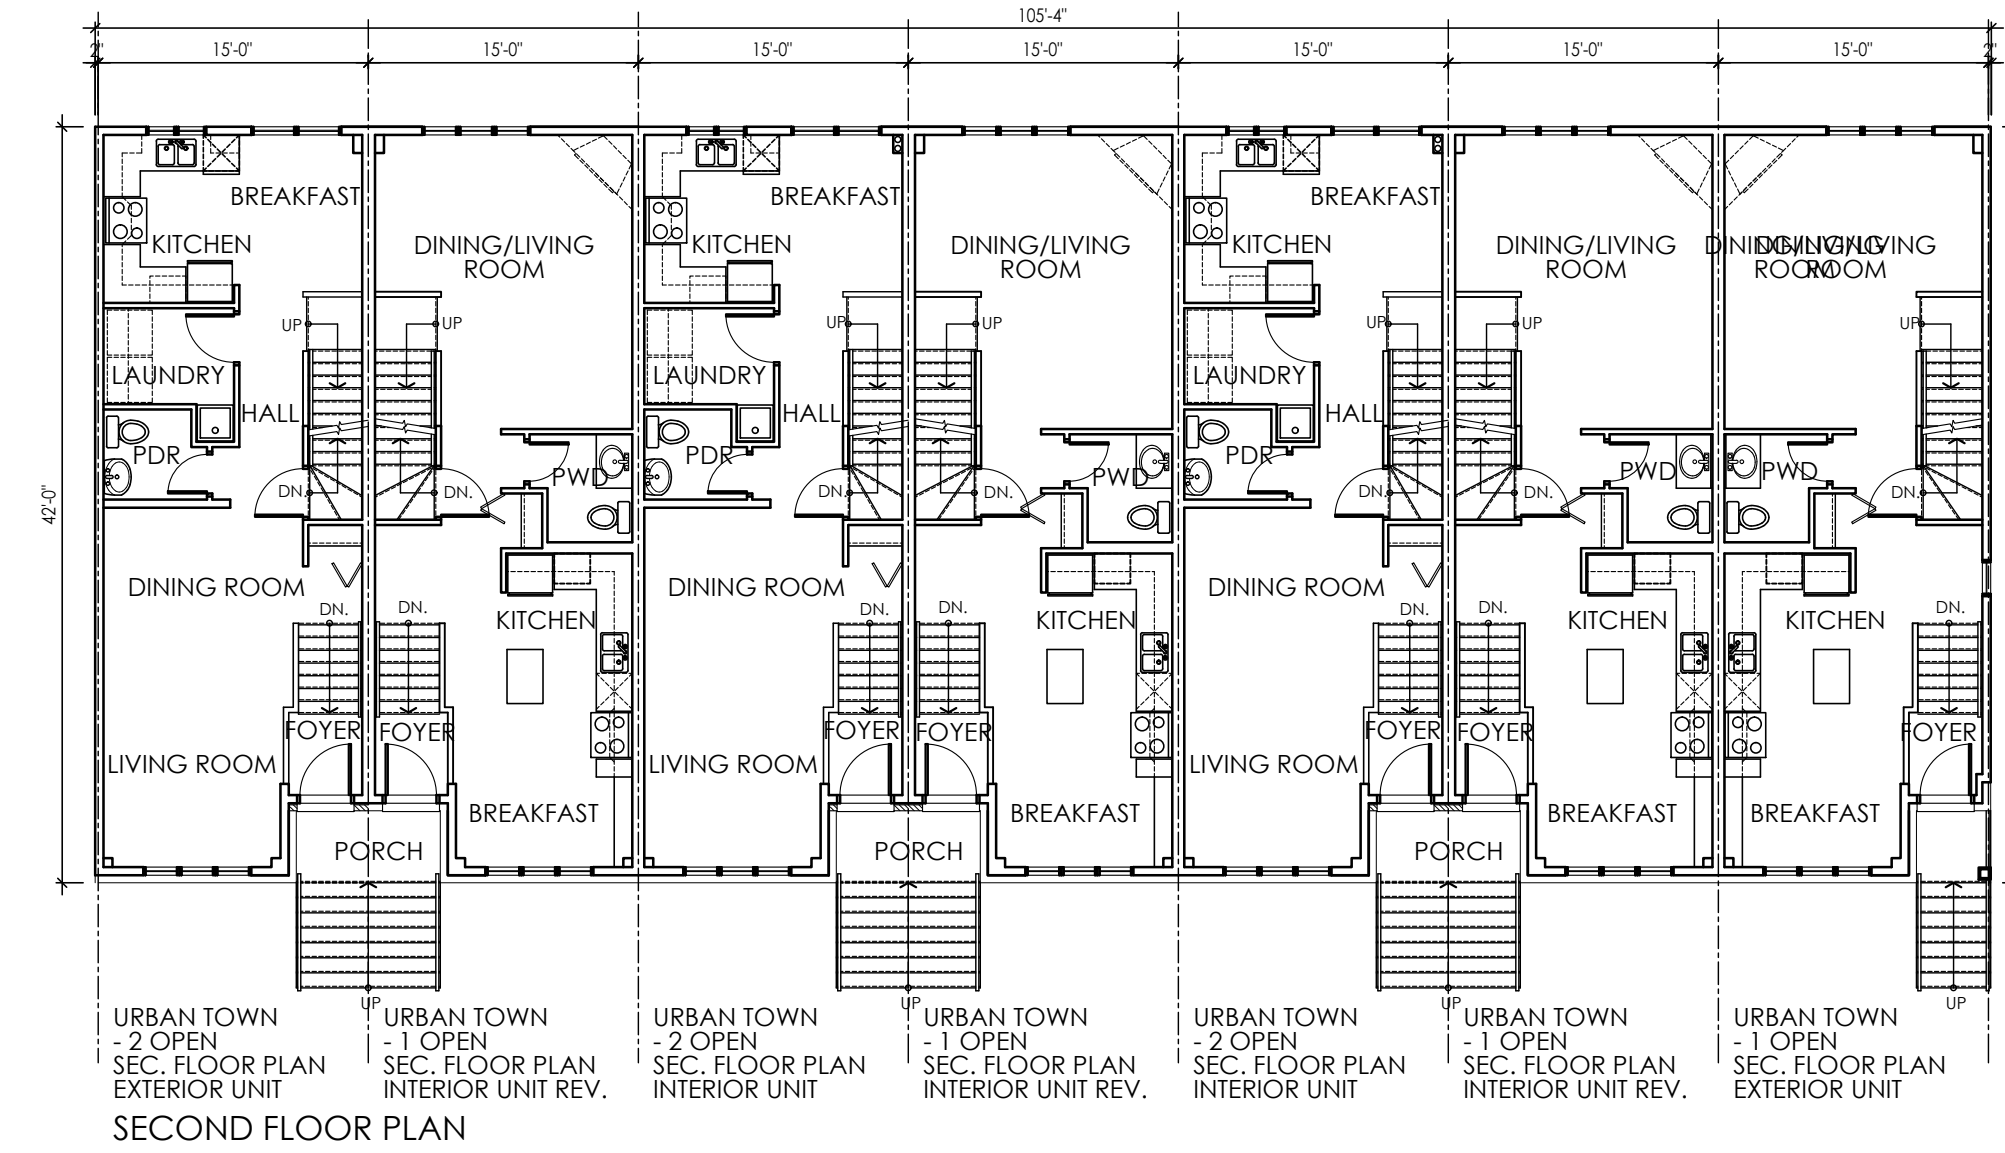 105'-4"
2" 15'-0" 15'-0" 15'-0" 15'-0" 15'-0" 15'-0" 15'-0" 2"
BREAKFAST BREAKFAST BREAKFAST
KITCHEN DINING/LIVING KITCHEN DINING/LIVING KITCHEN DINING/LIVING DINING/LIVING DINING/LIVING
ROOM ROOM ROOM ROOM ROOM
UP UP UP UP UP UP UP
LAUNDRY LAUNDRY LAUNDRY
HALL HALL HALL
PDR PWD PDR PWD PDR PWD PWD
DN. DN. DN. DN. DN. DN. DN.
42'-0"
DINING ROOM DINING ROOM DINING ROOM
DN. DN. DN. DN. DN. DN. DN.
KITCHEN KITCHEN KITCHEN KITCHEN
FOYER FOYER FOYER FOYER FOYER FOYER FOYER
LIVING ROOM LIVING ROOM LIVING ROOM
BREAKFAST BREAKFAST BREAKFAST BREAKFAST
PORCH PORCH PORCH
UP UP UP UP
URBAN TOWN
- 2 OPEN
SEC. FLOOR PLAN
EXTERIOR UNIT
URBAN TOWN
- 1 OPEN
SEC. FLOOR PLAN
INTERIOR UNIT REV.
URBAN TOWN
- 2 OPEN
SEC. FLOOR PLAN
INTERIOR UNIT
URBAN TOWN
- 1 OPEN
SEC. FLOOR PLAN
INTERIOR UNIT REV.
URBAN TOWN
- 2 OPEN
SEC. FLOOR PLAN
INTERIOR UNIT
URBAN TOWN
- 1 OPEN
SEC. FLOOR PLAN
INTERIOR UNIT REV.
URBAN TOWN
- 1 OPEN
SEC. FLOOR PLAN
EXTERIOR UNIT
SECOND FLOOR PLAN